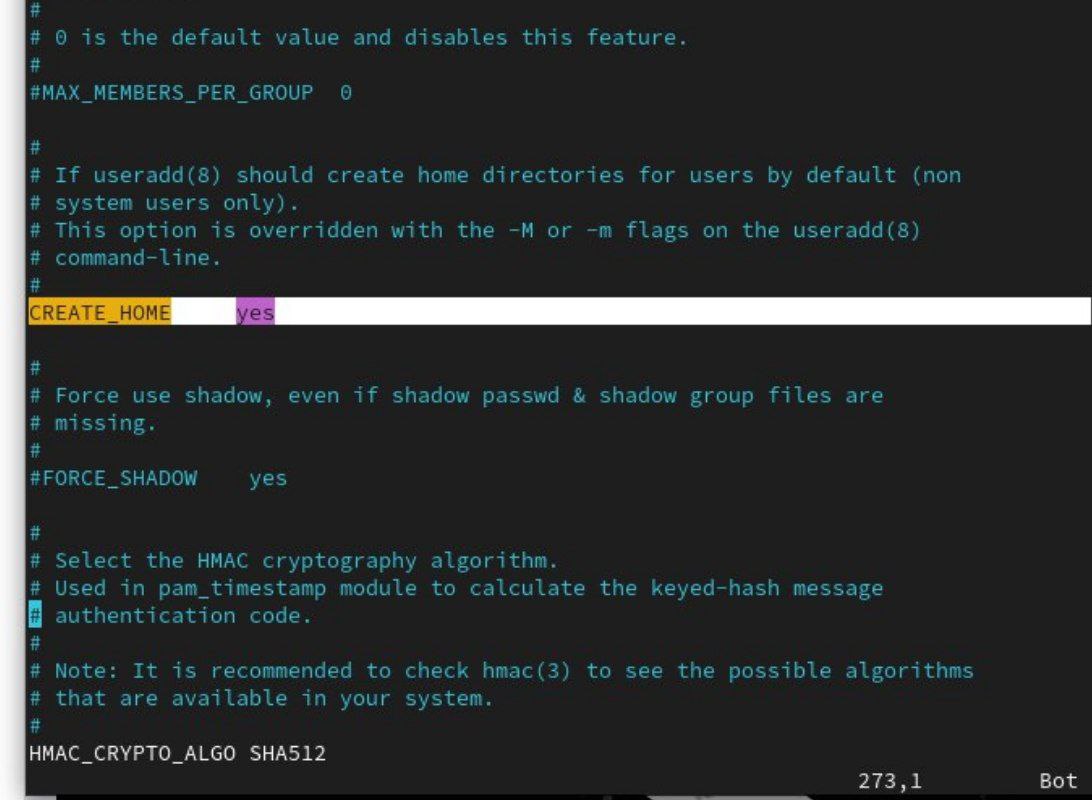 #
# 0 is the default value and disables this feature.
#
#MAX_MEMBERS_PER_GROUP  0

#
# If useradd(8) should create home directories for users by default (non
# system users only).
# This option is overridden with the -M or -m flags on the useradd(8)
# command-line.
#
CREATE_HOME     yes

#
# Force use shadow, even if shadow passwd & shadow group files are
# missing.
#
#FORCE_SHADOW    yes

#
# Select the HMAC cryptography algorithm.
# Used in pam_timestamp module to calculate the keyed-hash message
# authentication code.
#
# Note: It is recommended to check hmac(3) to see the possible algorithms
# that are available in your system.
#
HMAC_CRYPTO_ALGO SHA512
273,1         Bot